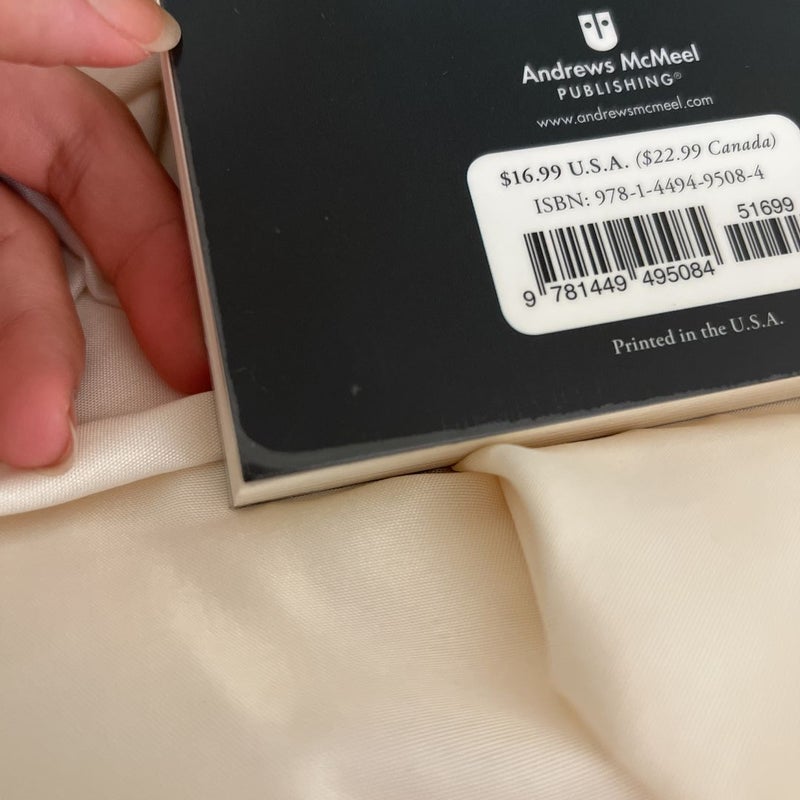 Andrews McMeel
PUBLISHING®
www.andrewsmcmeel.com
$16.99 U.S.A. ($22.99 Canada)
ISBN: 978-1-4494-9508-4
51699
9 781449 495084
Printed in the U.S.A.